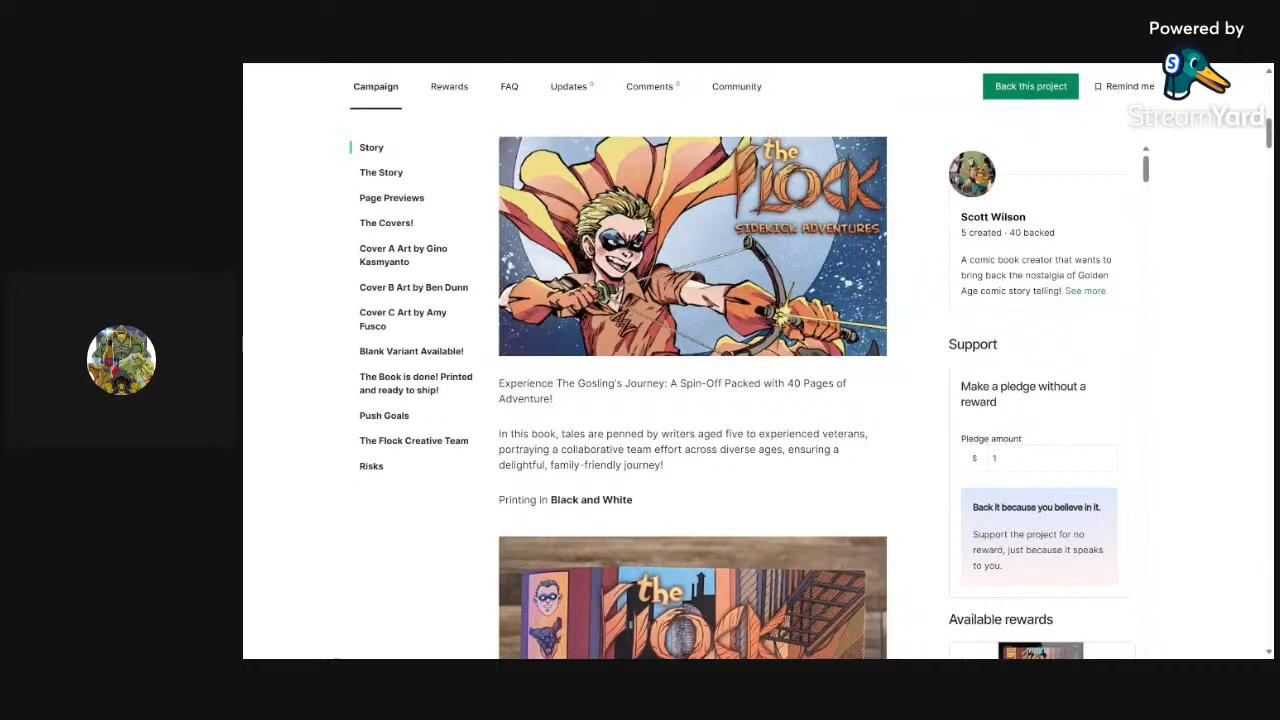 Powered by
StreamYard
Campaign
Rewards
FAQ
Updates 0
Comments 0
Community
Back this project
Remind me
Story
The Story
Page Previews
The Covers!
Cover A Art by Gino
Kasmyanto
Cover B Art by Ben Dunn
Cover C Art by Amy
Fusco
Blank Variant Available!
The Book is done! Printed
and ready to ship!
Push Goals
The Flock Creative Team
Risks
the
FLOCK
SIDEKICK ADVENTURES
Experience The Gosling's Journey: A Spin-Off Packed with 40 Pages of
Adventure!
In this book, tales are penned by writers aged five to experienced veterans,
portraying a collaborative team effort across diverse ages, ensuring a
delightful, family-friendly journey!
Printing in Black and White
the
FLOCK
Scott Wilson
5 created · 40 backed
A comic book creator that wants to
bring back the nostalgia of Golden
Age comic story telling! See more
Support
Make a pledge without a
reward
Pledge amount
$ 1
Back it because you believe in it.
Support the project for no
reward, just because it speaks
to you.
Available rewards